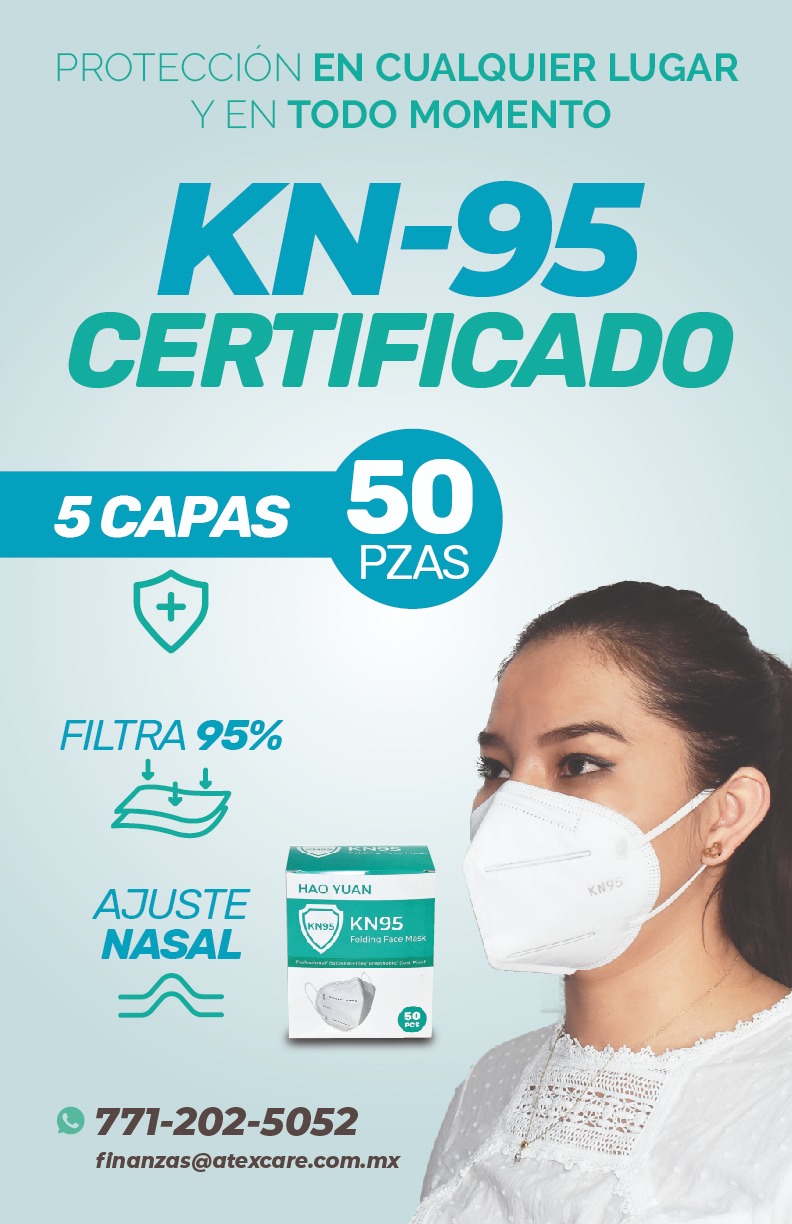 PROTECCIÓN EN CUALQUIER LUGAR
Y EN TODO MOMENTO
KN-95
CERTIFICADO
5 CAPAS
50
PZAS
FILTRA 95%
AJUSTE
NASAL
KN95
HAO YUAN
KN95
KN95
Folding Face Mask
50
PCS
KN95
771-202-5052
finanzas@atexcare.com.mx